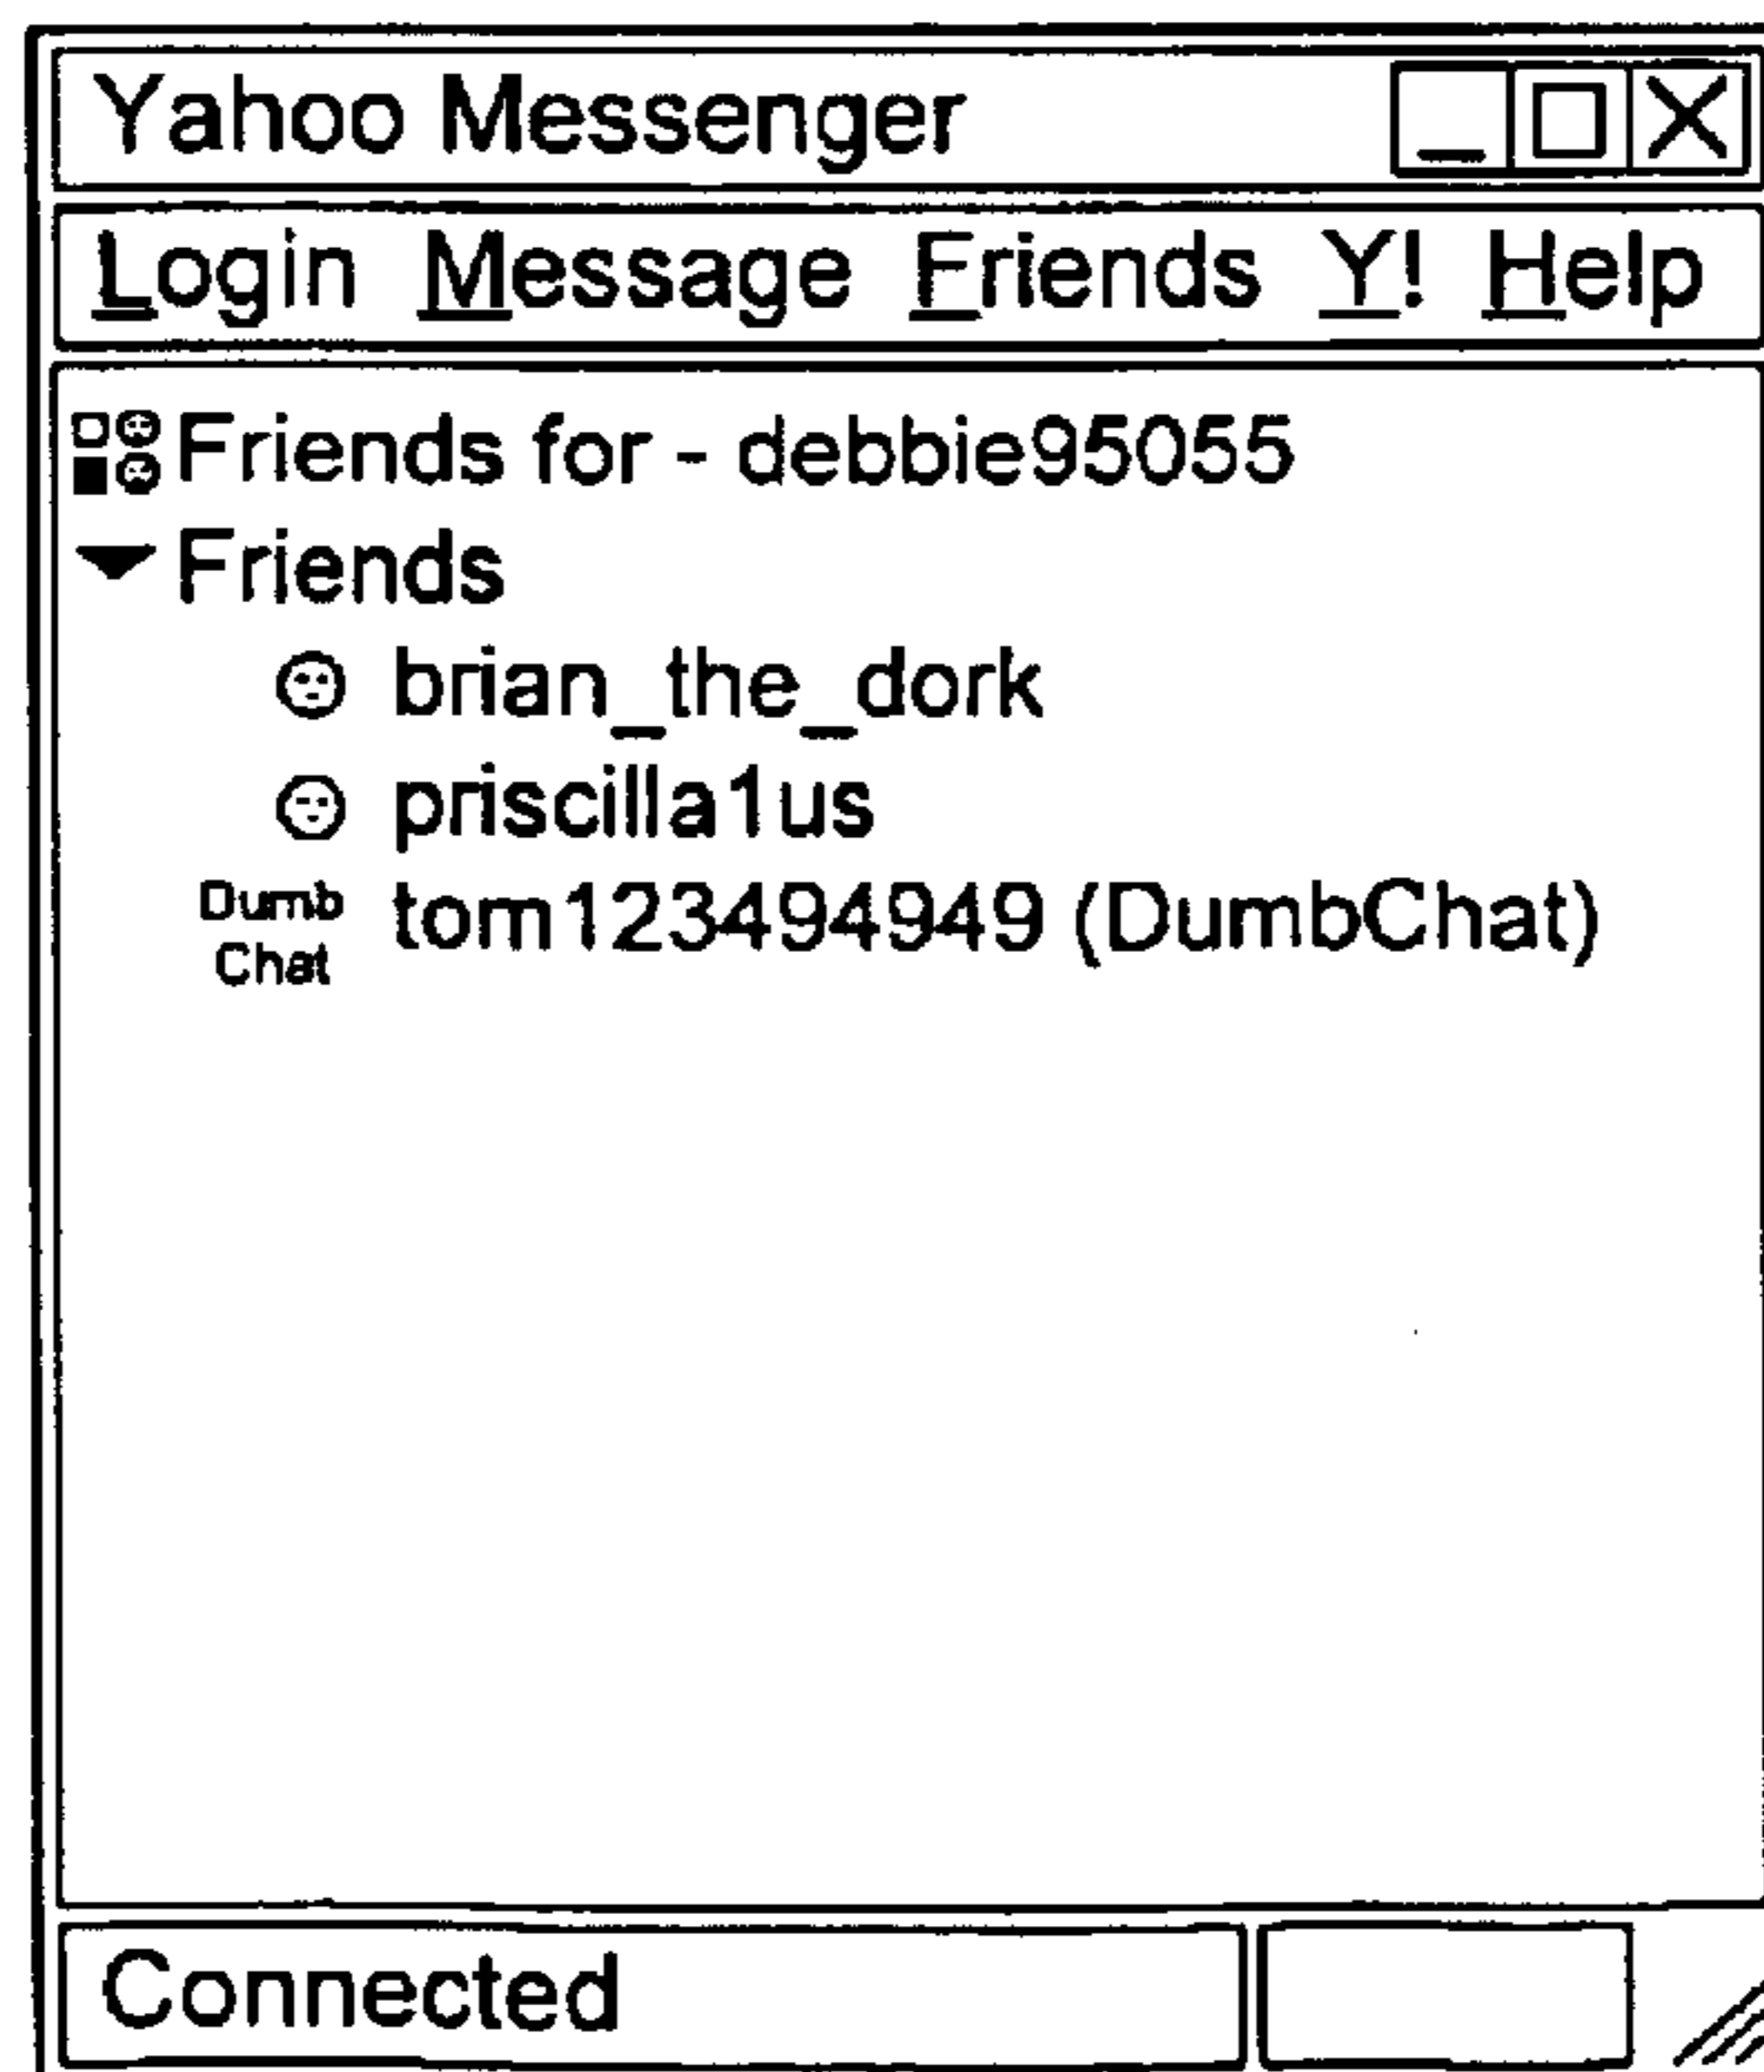 Yahoo Messenger
Login Message Friends Y! Help
Friends for - debbie95055
Friends
brian_the_dork
priscilla1us
Dumb Chat tom123494949 (DumbChat)
Connected